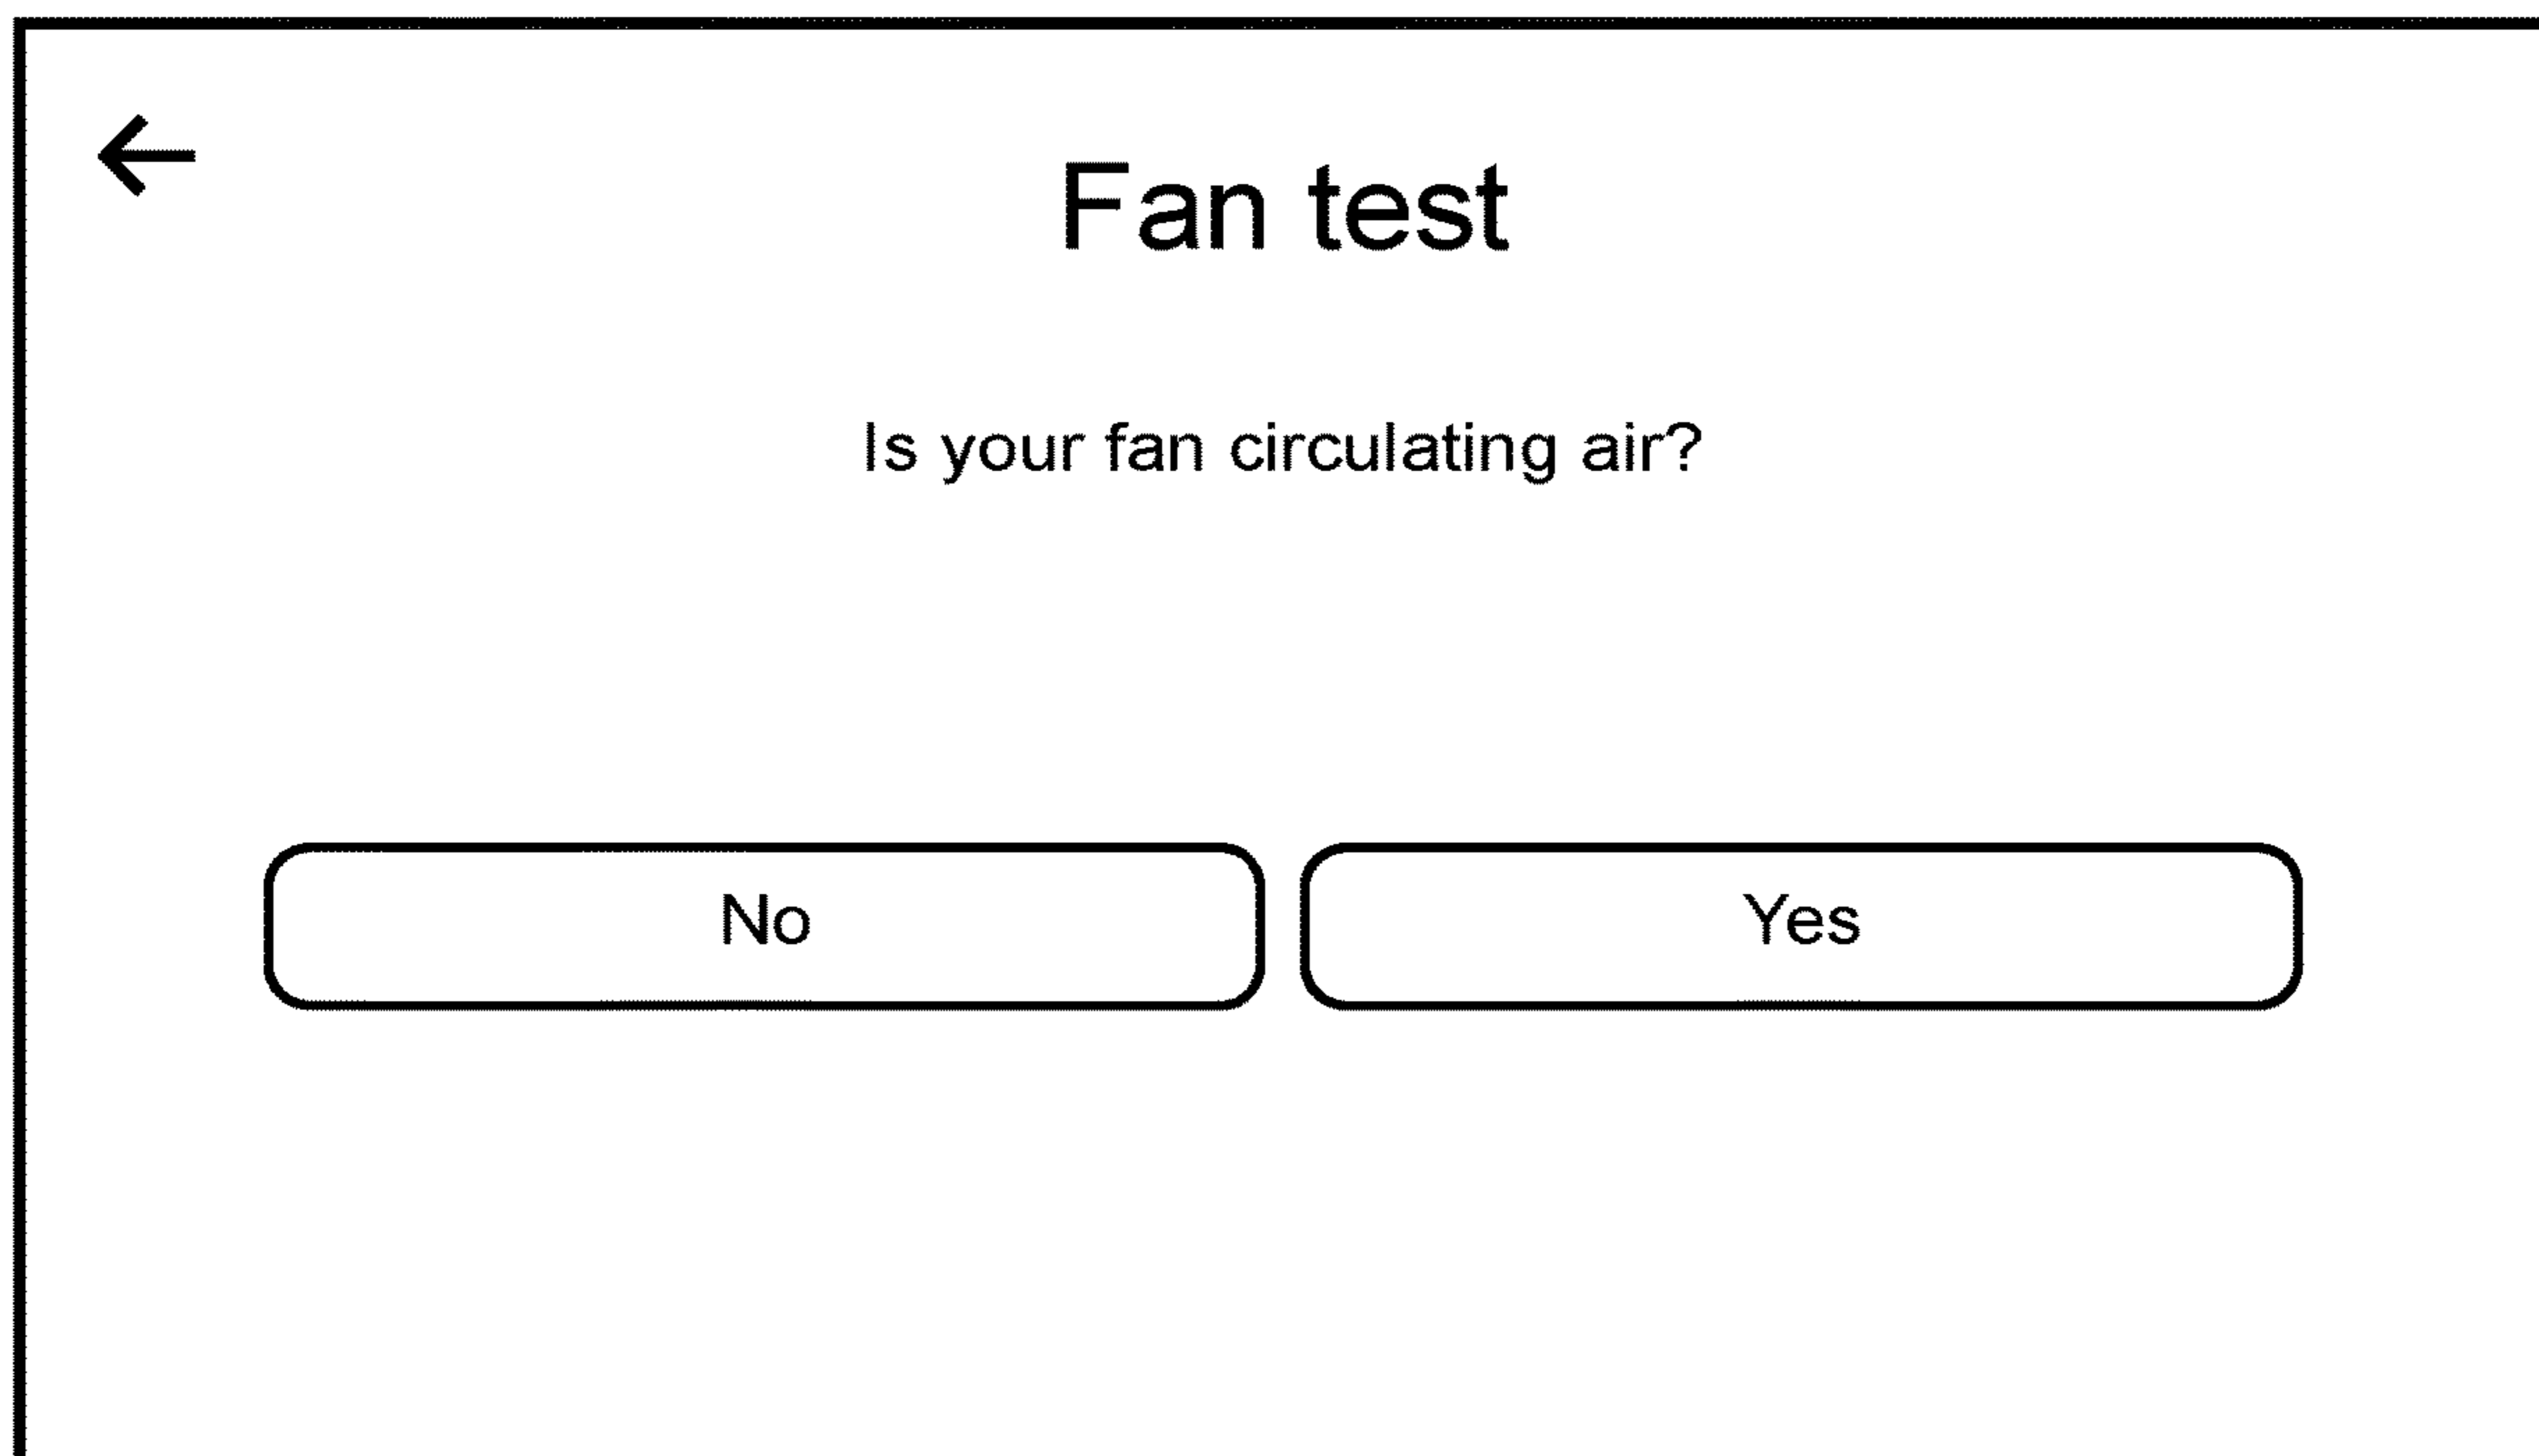 Fan test
Is your fan circulating air?
No
Yes